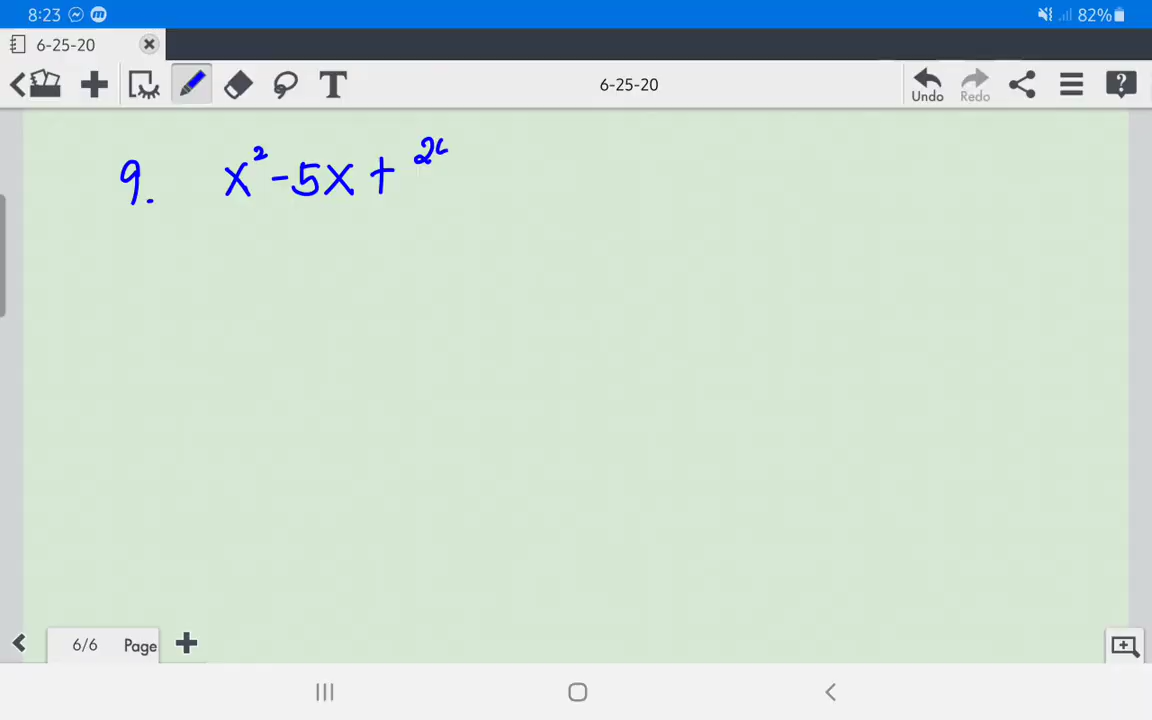 8:23 82%
6-25-20
6-25-20
Undo Redo
9. x² - 5x +
6/6 Page